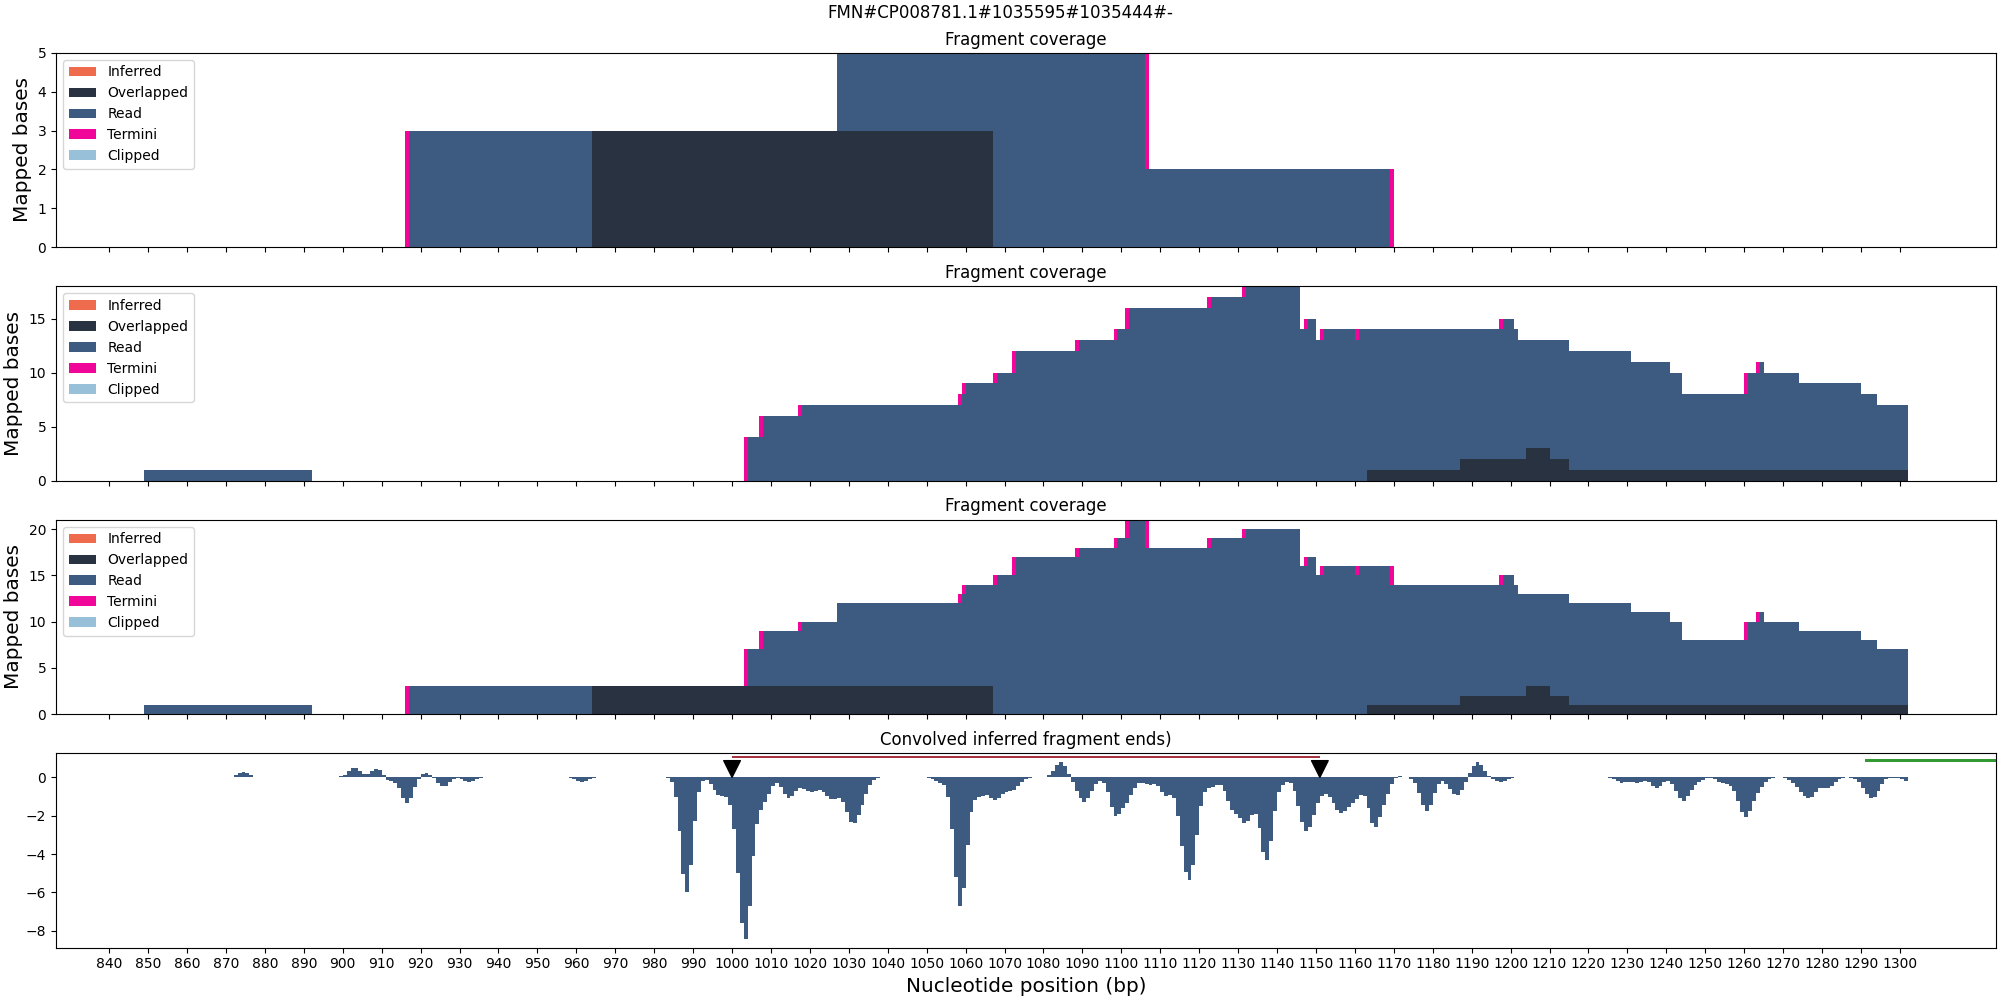 FMN#CP008781.1#1035595#1035444#-
Fragment coverage
Mapped bases
5
4
3
2
1
0
Inferred
Overlapped
Read
Termini
Clipped
Fragment coverage
Mapped bases
15
10
5
0
Inferred
Overlapped
Read
Termini
Clipped
Fragment coverage
Mapped bases
20
15
10
5
0
Inferred
Overlapped
Read
Termini
Clipped
Convolved inferred fragment ends)
0
−2
−4
−6
−8
840 850 860 870 880 890 900 910 920 930 940 950 960 970 980 990 1000 1010 1020 1030 1040 1050 1060 1070 1080 1090 1100 1110 1120 1130 1140 1150 1160 1170 1180 1190 1200 1210 1220 1230 1240 1250 1260 1270 1280 1290 1300
Nucleotide position (bp)